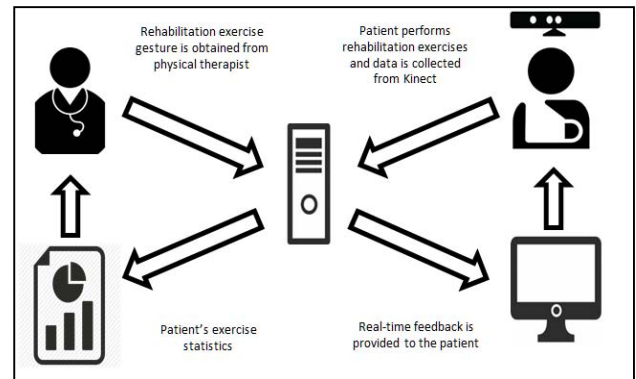 Rehabilitation exercise
gesture is obtained from
physical therapist
Patient performs
rehabilitation exercises
and data is collected
from Kinect
Patient's exercise
statistics
Real-time feedback is
provided to the patient